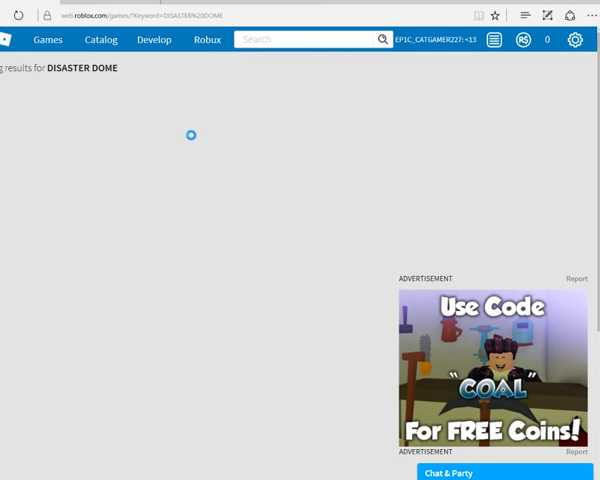 web.roblox.com/games/?Keyword=DISASTER%20DOME
Games Catalog Develop Robux Search EP1C_CATGAMER227: <13 R$ 0
g results for DISASTER DOME
ADVERTISEMENT Report
Use Code
"COAL"
For FREE Coins!
ADVERTISEMENT Report
Chat & Party